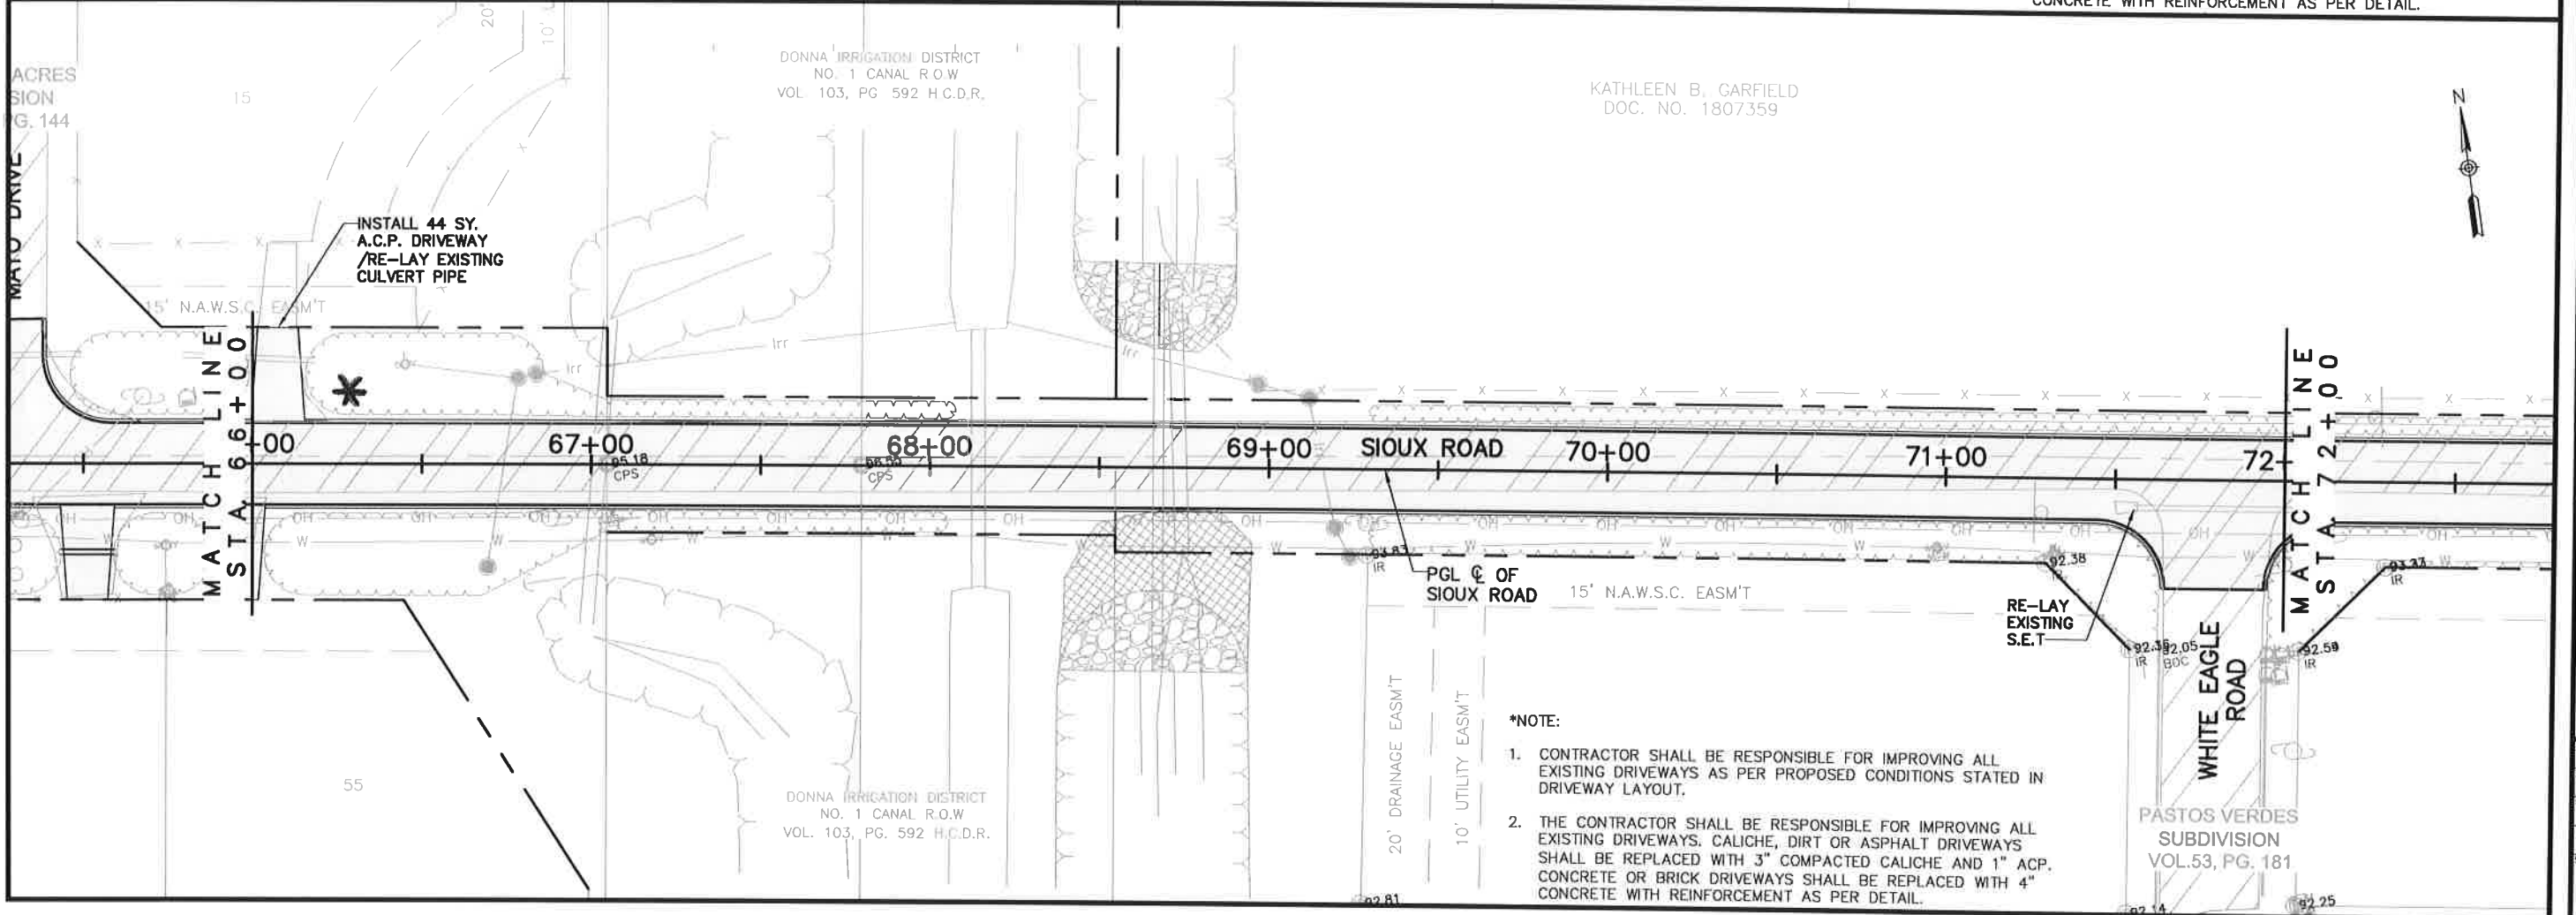 CONCRETE WITH REINFORCEMENT AS PER DETAIL.
20'
10' U
ACRES
SION
PG. 144
15
DONNA IRRIGATION DISTRICT
NO. 1 CANAL R.O.W
VOL. 103, PG 592 H.C.D.R.
KATHLEEN B. GARFIELD
DOC. NO. 1807359
N
MAYO DRIVE
INSTALL 44 SY.
A.C.P. DRIVEWAY
/RE-LAY EXISTING
CULVERT PIPE
15' N.A.W.S.C. EASM'T
MATCH LINE
STA. 66+00
Irr
Irr
Irr
+00
67+00
68+00
69+00
SIOUX ROAD
70+00
71+00
72+
MATCH LINE
STA. 72+00
95.18
CPS
CPS
93.83
IR
PGL ℄ OF
SIOUX ROAD
15' N.A.W.S.C. EASM'T
92.38
IR
93.33
IR
RE-LAY
EXISTING
S.E.T
92.05
IR
BOC
92.59
IR
WHITE EAGLE
ROAD
20' DRAINAGE EASM'T
10' UTILITY EASM'T
*NOTE:
1. CONTRACTOR SHALL BE RESPONSIBLE FOR IMPROVING ALL
EXISTING DRIVEWAYS AS PER PROPOSED CONDITIONS STATED IN
DRIVEWAY LAYOUT.
2. THE CONTRACTOR SHALL BE RESPONSIBLE FOR IMPROVING ALL
EXISTING DRIVEWAYS. CALICHE, DIRT OR ASPHALT DRIVEWAYS
SHALL BE REPLACED WITH 3" COMPACTED CALICHE AND 1" ACP.
CONCRETE OR BRICK DRIVEWAYS SHALL BE REPLACED WITH 4"
CONCRETE WITH REINFORCEMENT AS PER DETAIL.
55
DONNA IRRIGATION DISTRICT
NO. 1 CANAL R.O.W
VOL. 103, PG. 592 H.C.D.R.
PASTOS VERDES
SUBDIVISION
VOL.53, PG. 181
92.81
92.14
92.25